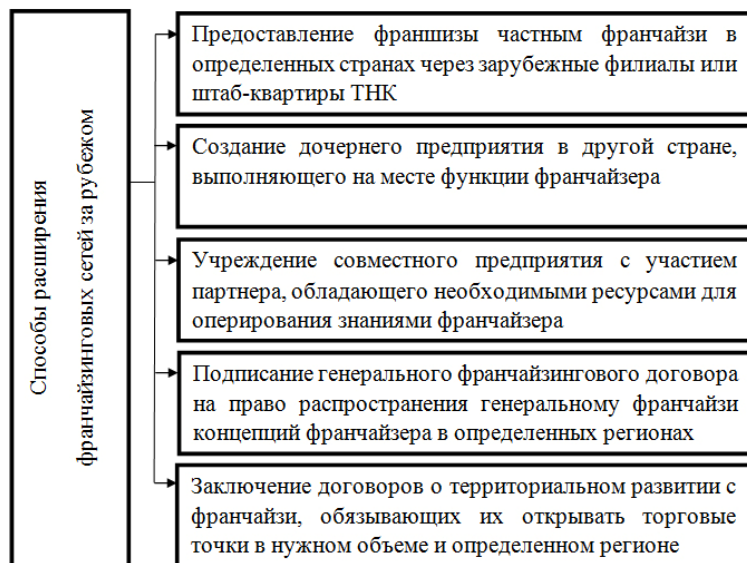 Способы расширения
франчайзинговых сетей за рубежом
Предоставление франшизы частным франчайзи в
определенных странах через зарубежные филиалы или
штаб-квартиры ТНК
Создание дочернего предприятия в другой стране,
выполняющего на месте функции франчайзера
Учреждение совместного предприятия с участием
партнера, обладающего необходимыми ресурсами для
оперирования знаниями франчайзера
Подписание генерального франчайзингового договора
на право распространения генеральному франчайзи
концепций франчайзера в определенных регионах
Заключение договоров о территориальном развитии с
франчайзи, обязывающих их открывать торговые
точки в нужном объеме и определенном регионе